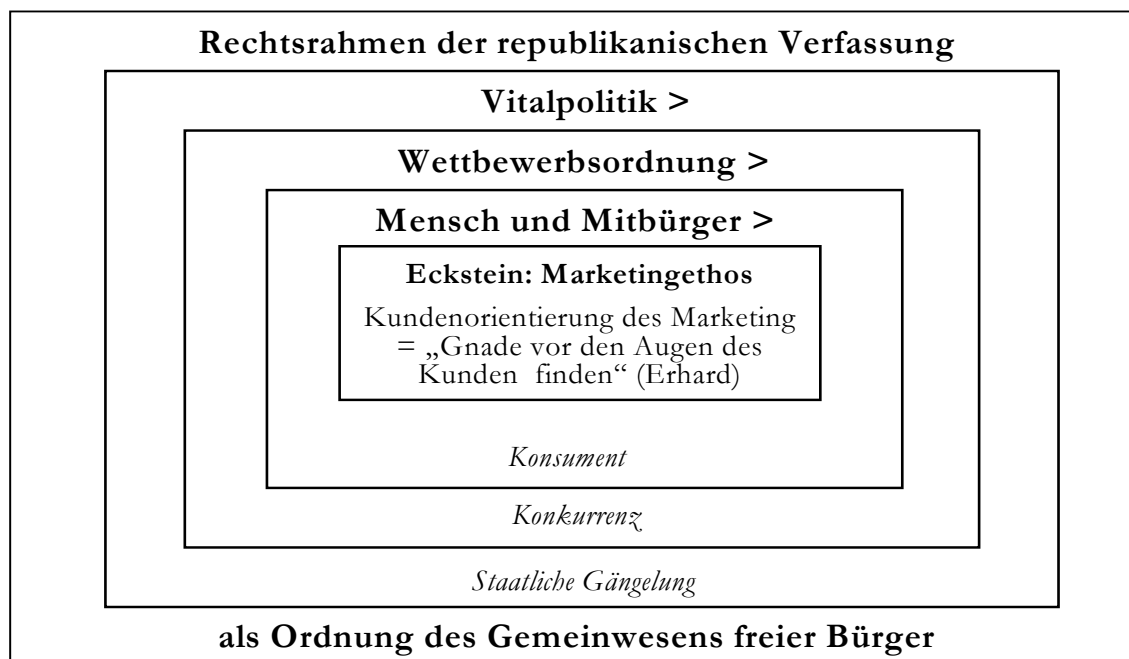 Rechtsrahmen der republikanischen Verfassung
Vitalpolitik >
Wettbewerbsordnung >
Mensch und Mitbürger >
Eckstein: Marketingethos
Kundenorientierung des Marketing
= „Gnade vor den Augen des
Kunden finden“ (Erhard)
Konsument
Konkurrenz
Staatliche Gängelung
als Ordnung des Gemeinwesens freier Bürger